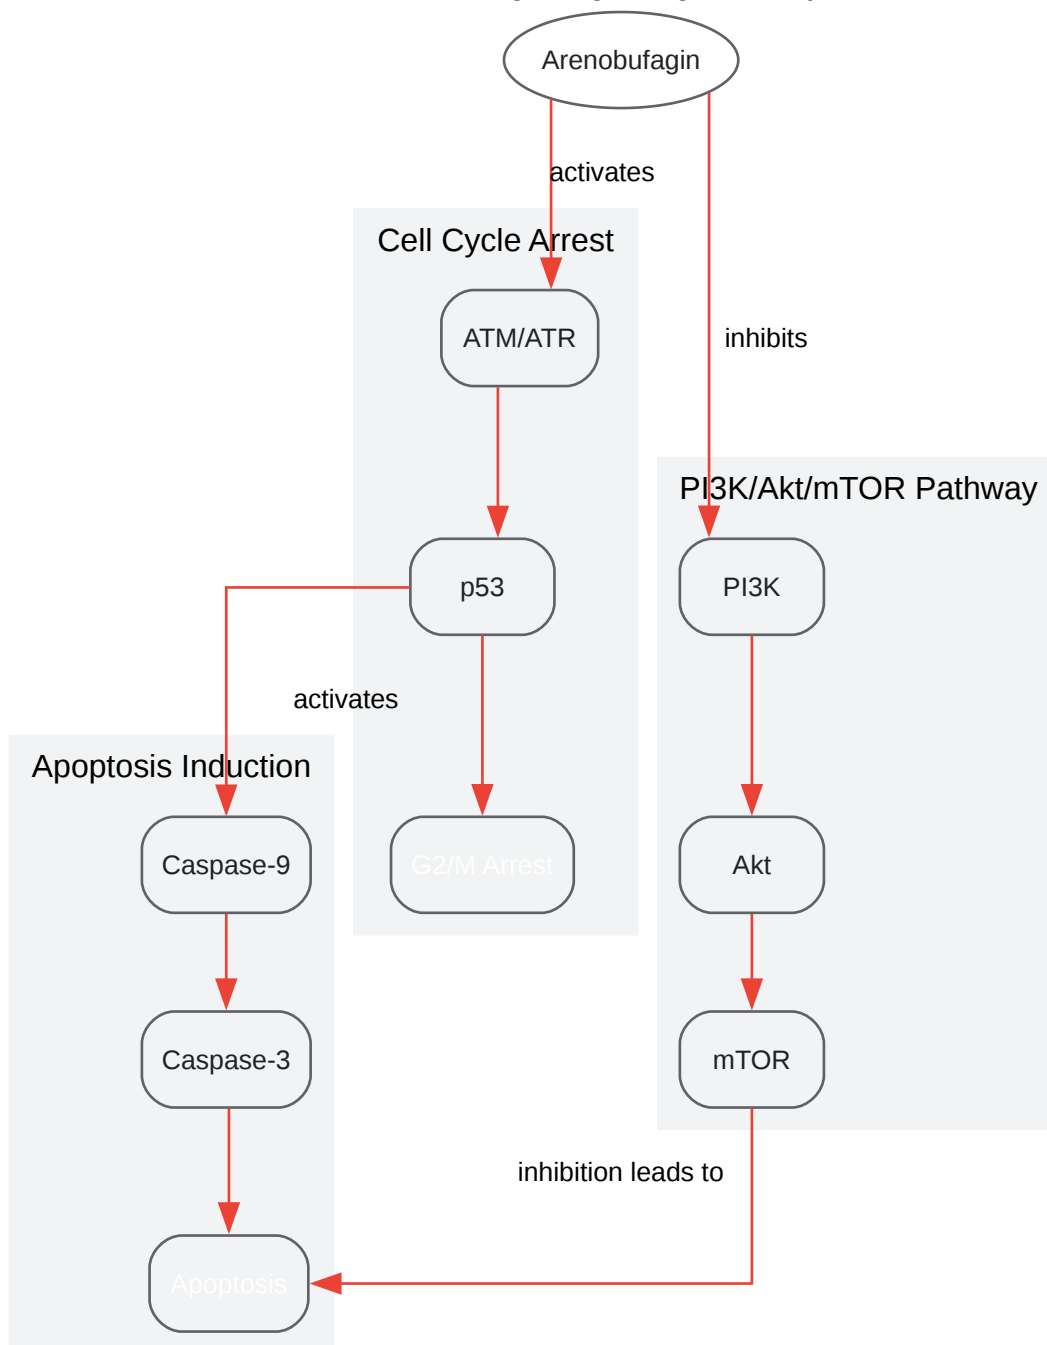 Arenobufagin
activates
Cell Cycle Arrest
ATM/ATR
inhibits
PI3K/Akt/mTOR Pathway
p53
PI3K
activates
Apoptosis Induction
Caspase-9
G2/M Arrest
Akt
Caspase-3
mTOR
inhibition leads to
Apoptosis